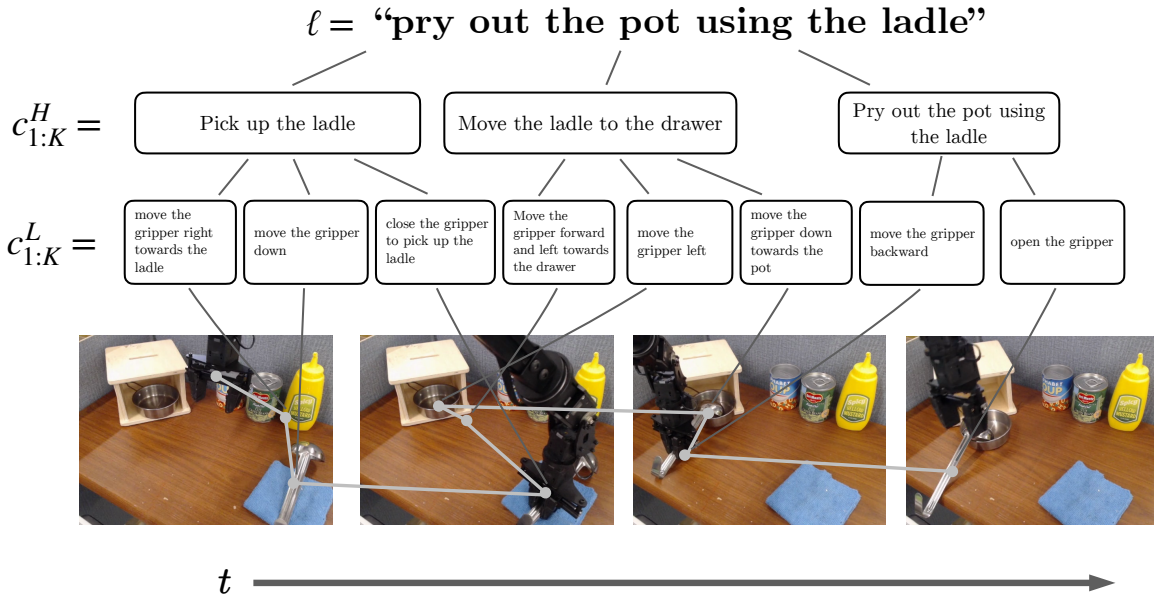 ℓ = “pry out the pot using the ladle”
c^H_{1:K} =
Pick up the ladle
Move the ladle to the drawer
Pry out the pot using
the ladle
c^L_{1:K} =
move the
gripper right
towards the
ladle
move the gripper
down
close the gripper
to pick up the
ladle
Move the
gripper forward
and left towards
the drawer
move the
gripper left
move the
gripper down
towards the
pot
move the gripper
backward
open the gripper
t